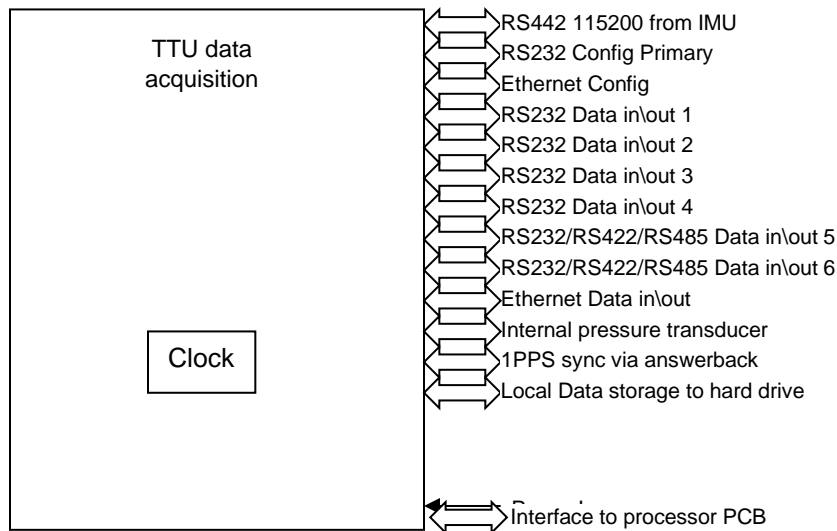 TTU data
acquisition
Clock
RS442 115200 from IMU
RS232 Config Primary
Ethernet Config
RS232 Data in\out 1
RS232 Data in\out 2
RS232 Data in\out 3
RS232 Data in\out 4
RS232/RS422/RS485 Data in\out 5
RS232/RS422/RS485 Data in\out 6
Ethernet Data in\out
Internal pressure transducer
1PPS sync via answerback
Local Data storage to hard drive
Interface to processor PCB